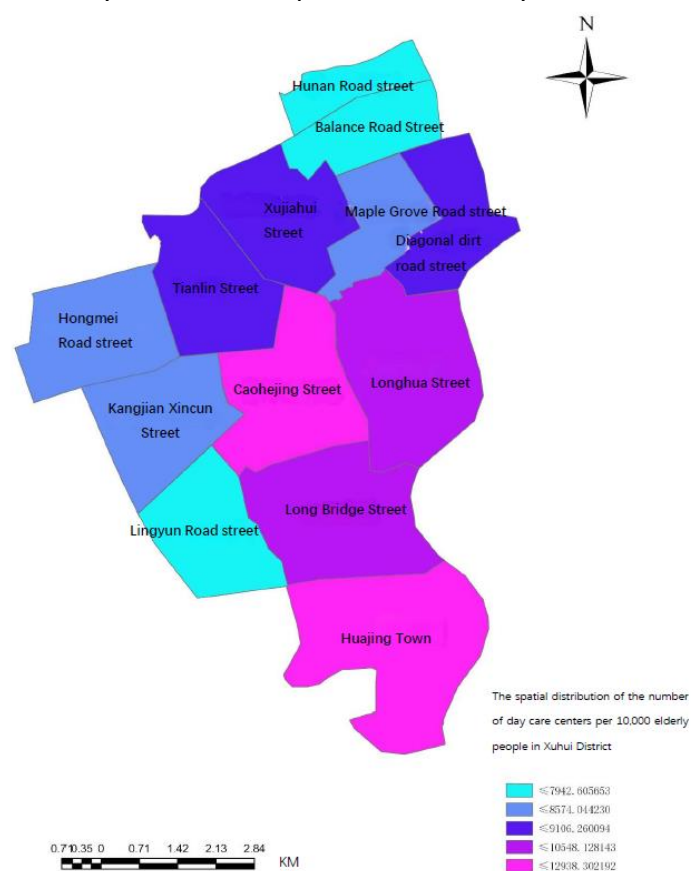 N
Hunan Road street
Balance Road Street
Xujiahui
Street
Maple Grove Road street
Diagonal dirt
road street
Tianlin Street
Hongmei
Road street
Caohejing Street
Longhua Street
Kangjian Xincun
Street
Long Bridge Street
Lingyun Road street
Huajing Town
The spatial distribution of the number
of day care centers per 10,000 elderly
people in Xuhui District
≤7942.605653
≤8574.044230
≤9106.260094
≤10548.128143
≤12938.302192
0.71 0.35 0 0.71 1.42 2.13 2.84
KM